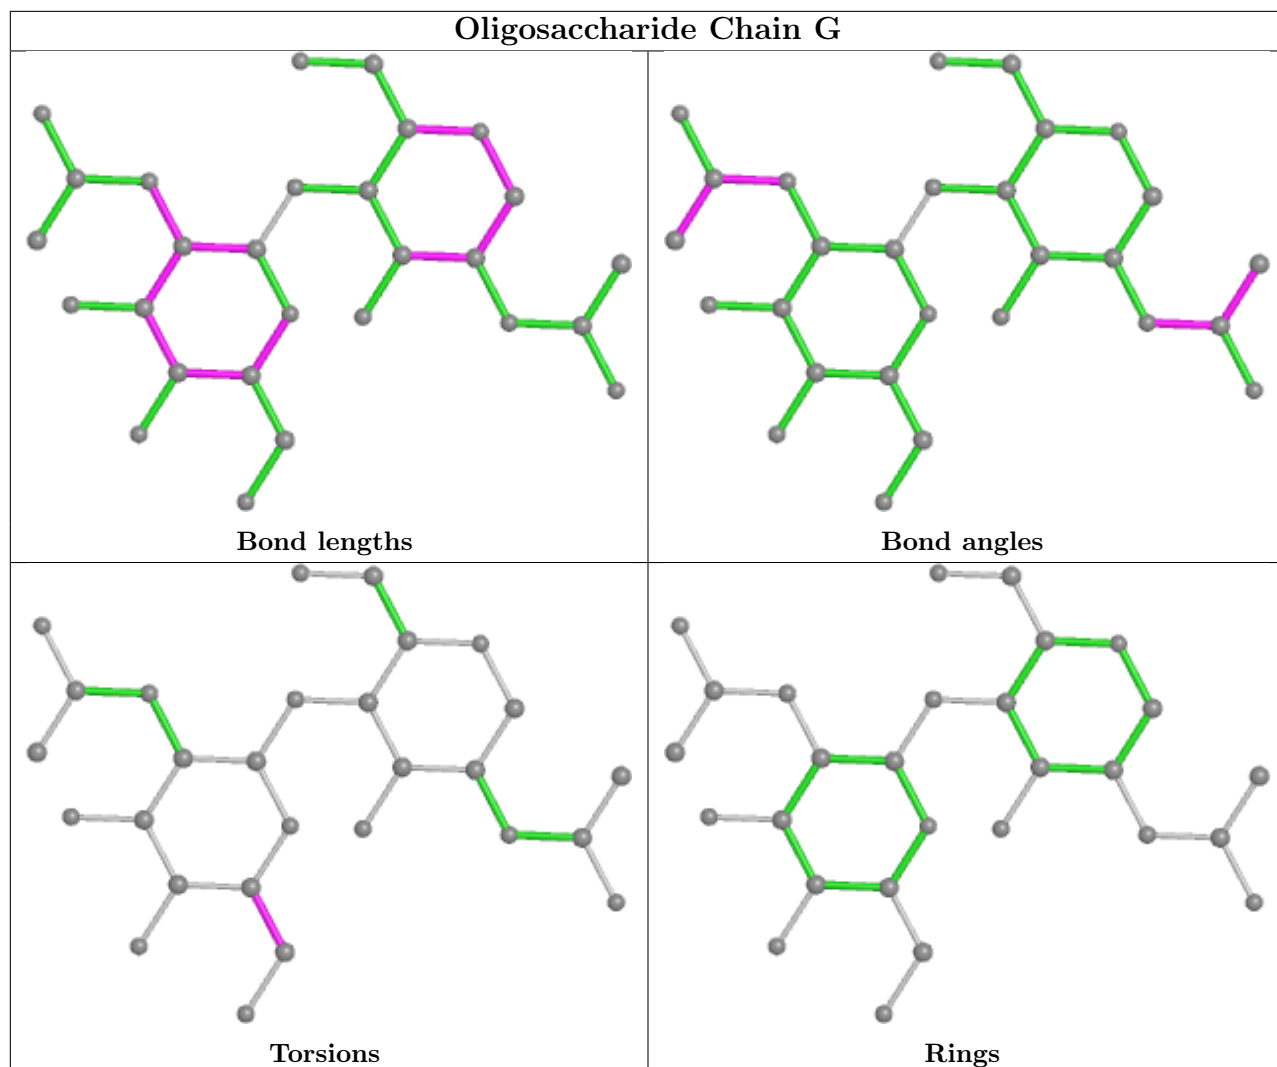 Oligosaccharide Chain G
Bond lengths
Bond angles
Torsions
Rings